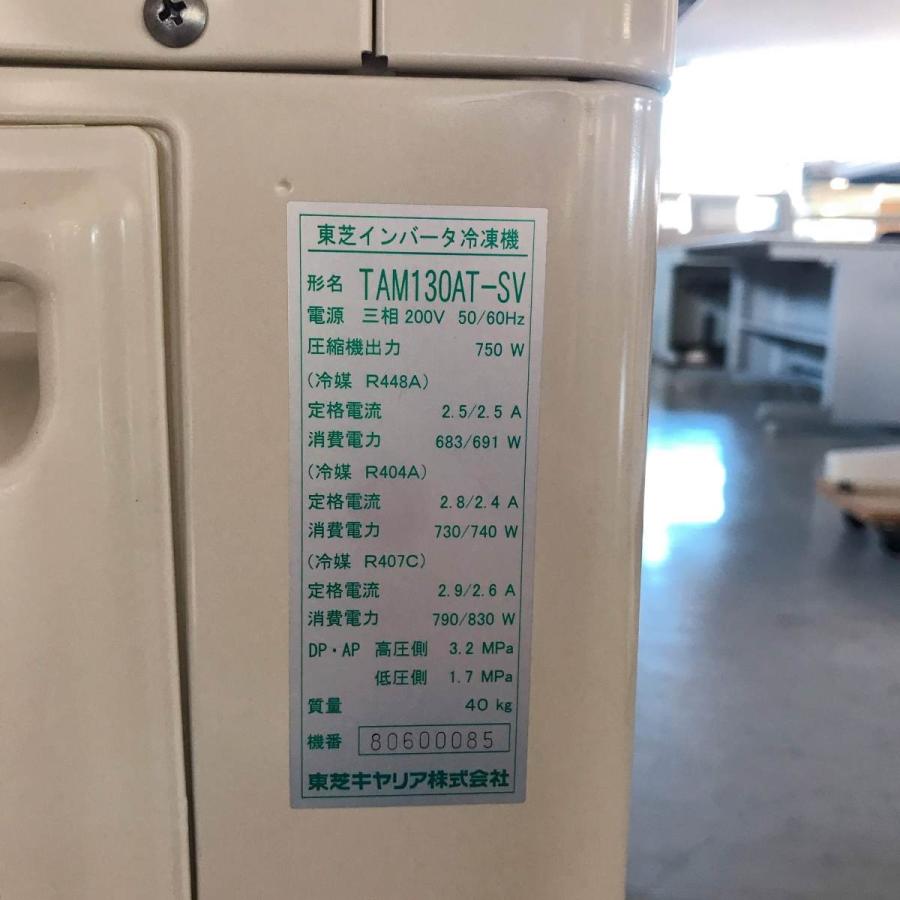 東芝インバータ冷凍機
形名 TAM130AT-SV
電源 三相 200V 50/60Hz
圧縮機出力 750 W
(冷媒 R448A)
定格電流 2.5/2.5 A
消費電力 683/691 W
(冷媒 R404A)
定格電流 2.8/2.4 A
消費電力 730/740 W
(冷媒 R407C)
定格電流 2.9/2.6 A
消費電力 790/830 W
DP・AP 高圧側 3.2 MPa
低圧側 1.7 MPa
質量 40 kg
機番 80600085
東芝キヤリア株式会社